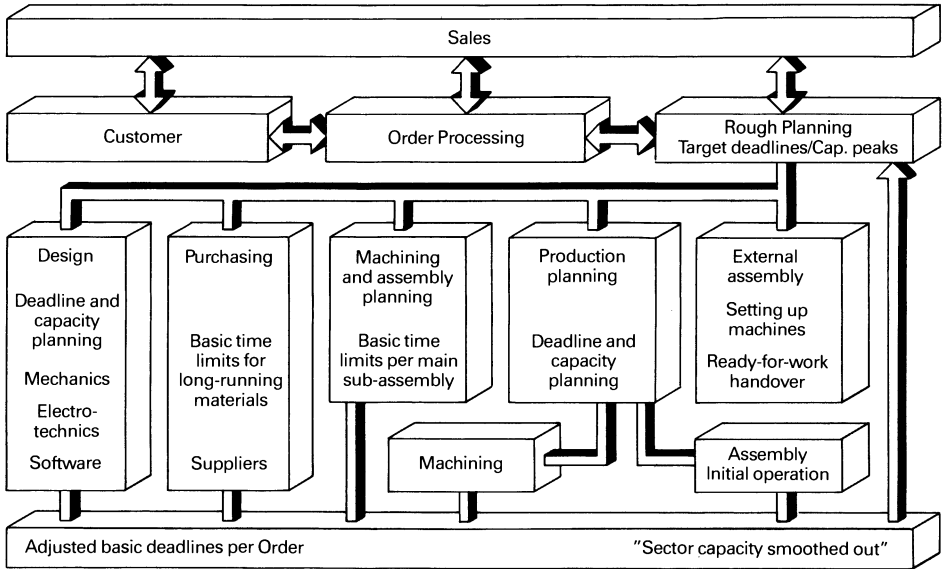 Sales
Customer
Order Processing
Rough Planning
Target deadlines/Cap. peaks
Design
Deadline and
capacity
planning
Mechanics
Electro-
technics
Software
Purchasing
Basic time
limits for
long-running
materials
Suppliers
Machining
and assembly
planning
Basic time
limits per main
sub-assembly
Production
planning
Deadline and
capacity
planning
External
assembly
Setting up
machines
Ready-for-work
handover
Machining
Assembly
Initial operation
Adjusted basic deadlines per Order
"Sector capacity smoothed out"